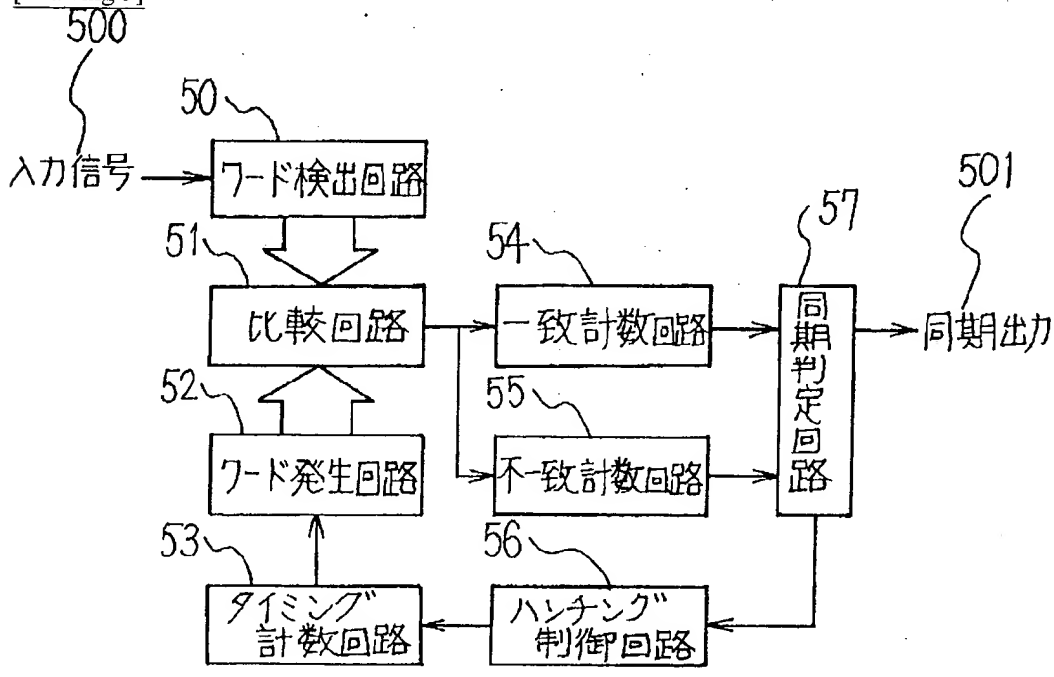 500
50
入力信号
ワード検出回路
501
57
51
54
比較回路
一致計数回路
同期判定回路
同期出力
52
55
ワード発生回路
不一致計数回路
53
56
タイミング
計数回路
ハンチング
制御回路